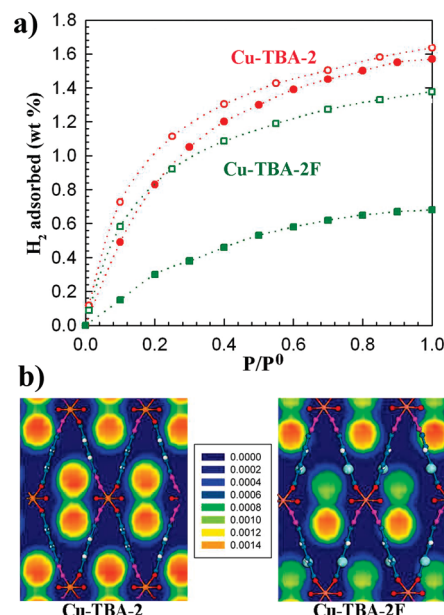 a)
Cu-TBA-2
Cu-TBA-2F
H2 adsorbed (wt %)
1.8
1.6
1.4
1.2
1.0
0.8
0.6
0.4
0.2
0.0
0.0 0.2 0.4 0.6 0.8 1.0
P/P⁰
b)
0.0000
0.0002
0.0004
0.0006
0.0008
0.0010
0.0012
0.0014
Cu-TBA-2 Cu-TBA-2F